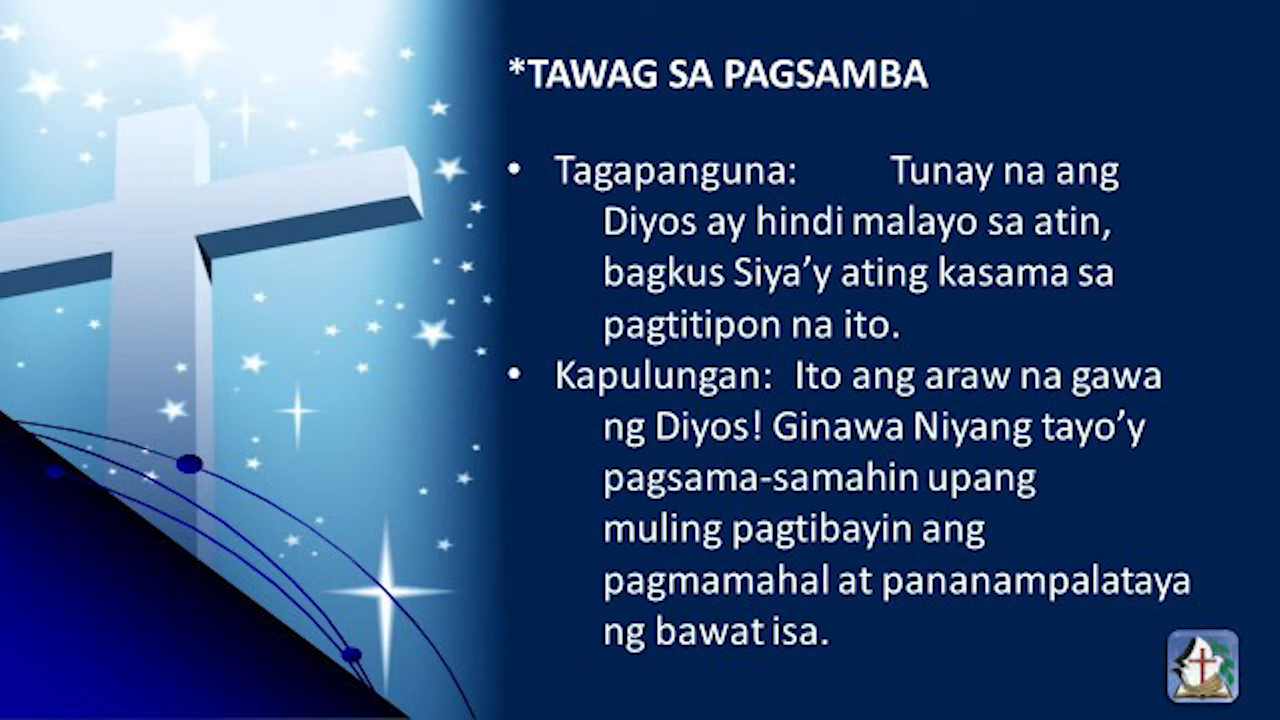 *TAWAG SA PAGSAMBA
• Tagapanguna: Tunay na ang
Diyos ay hindi malayo sa atin,
bagkus Siya’y ating kasama sa
pagtitipon na ito.
• Kapulungan: Ito ang araw na gawa
ng Diyos! Ginawa Niyang tayo’y
pagsama-samahin upang
muling pagtibayin ang
pagmamahal at pananampalataya
ng bawat isa.